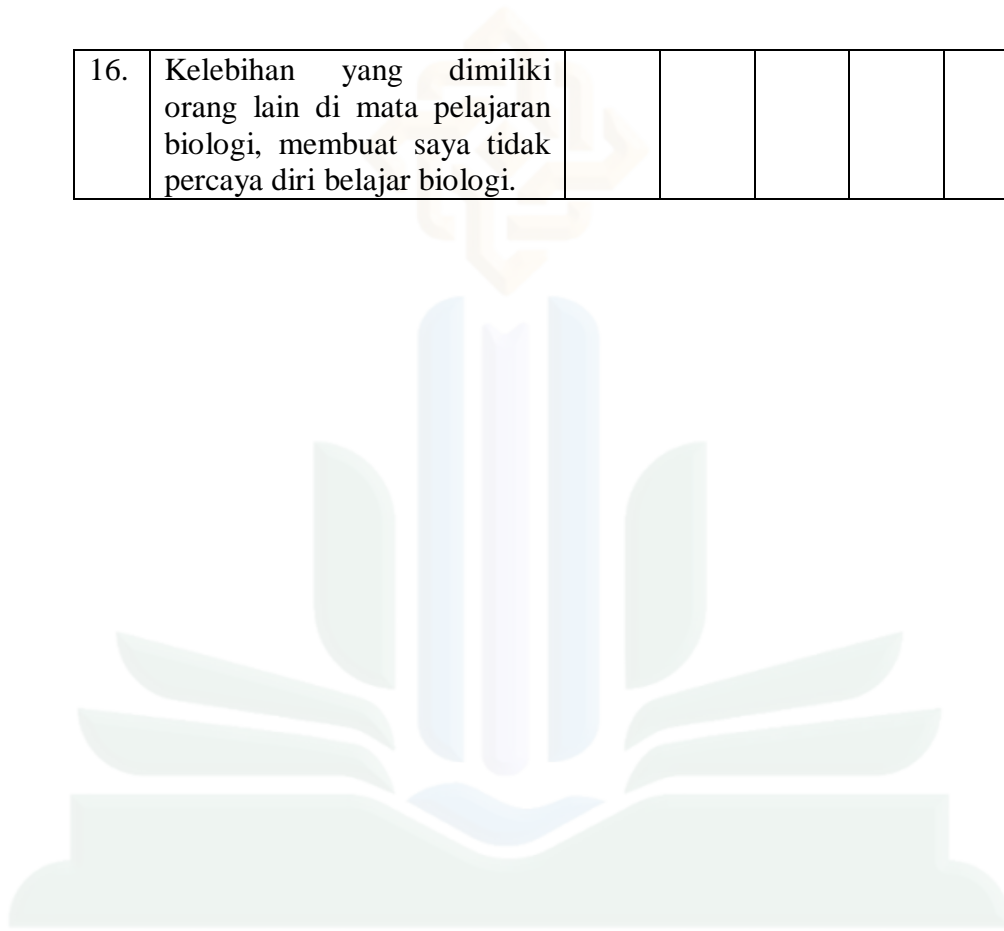 16. Kelebihan yang dimiliki
orang lain di mata pelajaran
biologi, membuat saya tidak
percaya diri belajar biologi.